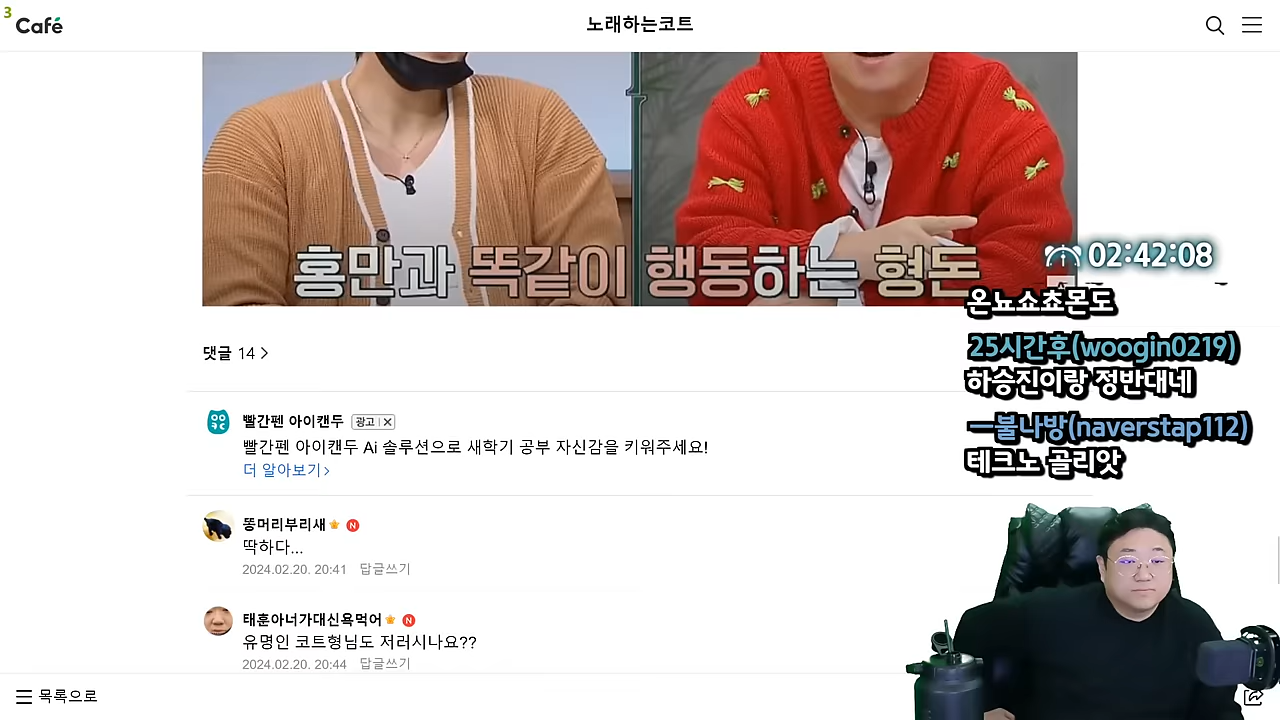 3
Café
노래하는코트
홍만과 똑같이 행동하는 형돈
02:42:08
온뇨쇼쵸몬도
25시간후(woogin0219)
하승진이랑 정반대네
一불나방(naverstap112)
테크노 골리앗
댓글 14
빨간펜 아이캔두 광고
빨간펜 아이캔두 Ai 솔루션으로 새학기 공부 자신감을 키워주세요!
더 알아보기
똥머리부리새 N
딱하다...
2024.02.20. 20:41 답글쓰기
태훈아너가대신욕먹어 N
유명인 코트형님도 저러시나요??
2024.02.20. 20:44 답글쓰기
목록으로